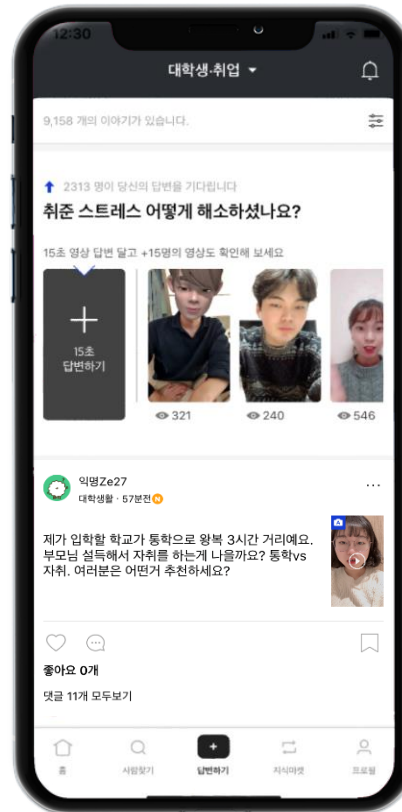 12:30
대학생·취업
9,158 개의 이야기가 있습니다.
2313 명이 당신의 답변을 기다립니다
취준 스트레스 어떻게 해소하셨나요?
15초 영상 답변 달고 +15명의 영상도 확인해 보세요
15초
답변하기
321
240
546
익명Ze27
대학생활 · 57분전 N
제가 입학할 학교가 통학으로 왕복 3시간 거리예요.
부모님 설득해서 자취를 하는게 나을까요? 통학vs
자취. 여러분은 어떤거 추천하세요?
좋아요 0개
댓글 11개 모두보기
홈
사람찾기
답변하기
지식마켓
프로필